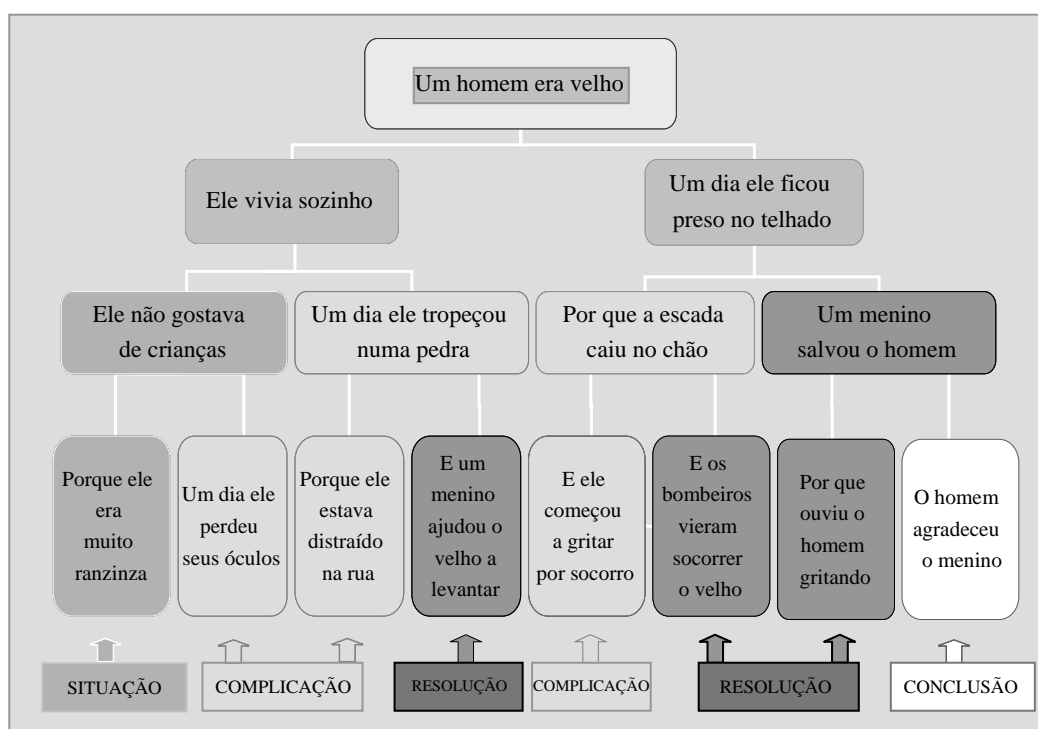 Um homem era velho
Ele vivia sozinho
Um dia ele ficou
preso no telhado
Ele não gostava
de crianças
Um dia ele tropeçou
numa pedra
Por que a escada
caiu no chão
Um menino
salvou o homem
Porque ele
era
muito
ranzinza
Um dia ele
perdeu
seus óculos
Porque ele
estava
distraído
na rua
E um
menino
ajudou o
velho a
levantar
E ele
começou
a gritar
por socorro
E os
bombeiros
vieram
socorrer
o velho
Por que
ouviu o
homem
gritando
O homem
agradeceu
o menino
SITUAÇÃO
COMPLICAÇÃO
RESOLUÇÃO
COMPLICAÇÃO
RESOLUÇÃO
CONCLUSÃO